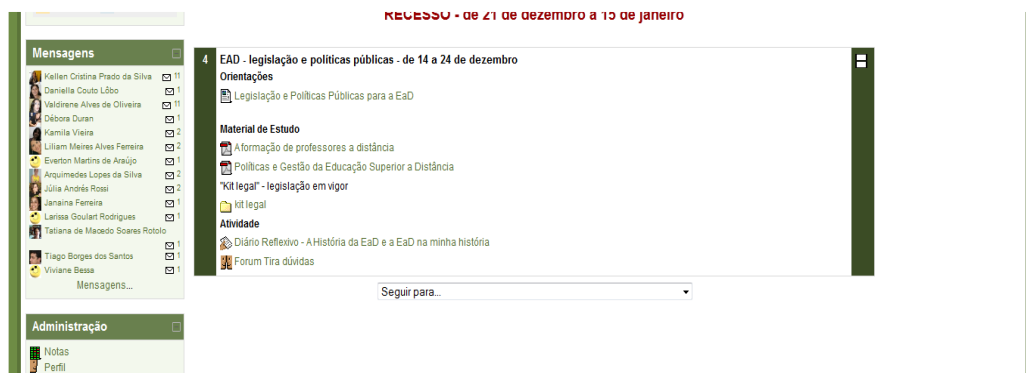 RECESSO - de 21 de dezembro a 15 de janeiro
Mensagens
Kellen Cristina Prado da Silva 11
Daniella Couto Lôbo 1
Valdirene Alves de Oliveira 11
Débora Duran 1
Kamila Vieira 2
Liliam Meires Alves Ferreira 2
Everton Martins de Araújo 1
Arquimedes Lopes da Silva 2
Júlia Andrés Rossi 2
Janaina Ferreira 1
Larissa Goulart Rodrigues 1
Tatiana de Macedo Soares Rotolo
1
Tiago Borges dos Santos 1
Viviane Bessa 1
Mensagens...
Administração
Notas
Perfil
4 EAD - legislação e políticas públicas - de 14 a 24 de dezembro
Orientações
Legislação e Políticas Públicas para a EaD
Material de Estudo
A formação de professores a distância
Políticas e Gestão da Educação Superior a Distância
"Kit legal" - legislação em vigor
kit legal
Atividade
Diário Reflexivo - A História da EaD e a EaD na minha história
Forum Tira dúvidas
Seguir para...